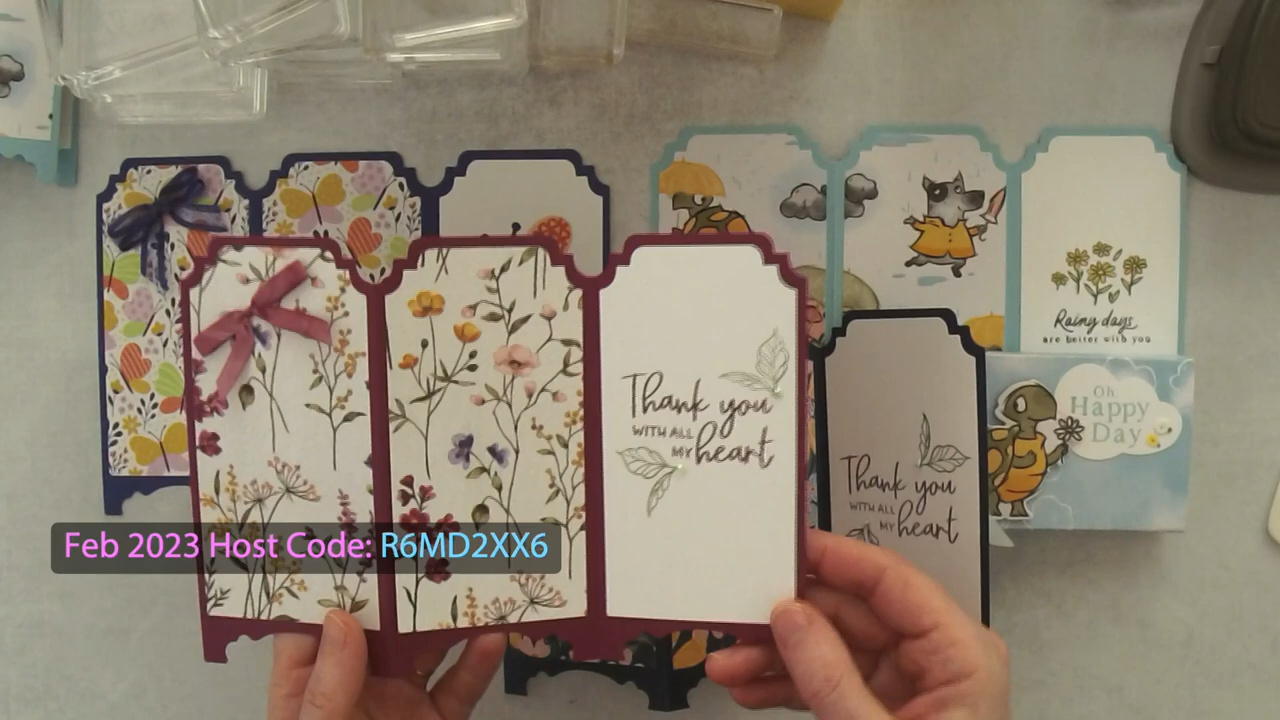 Rainy days
are better with you
Oh,
Happy
Day
Thank you
WITH ALL
MY heart
Thank you
WITH ALL
MY heart
Feb 2023 Host Code: R6MD2XX6